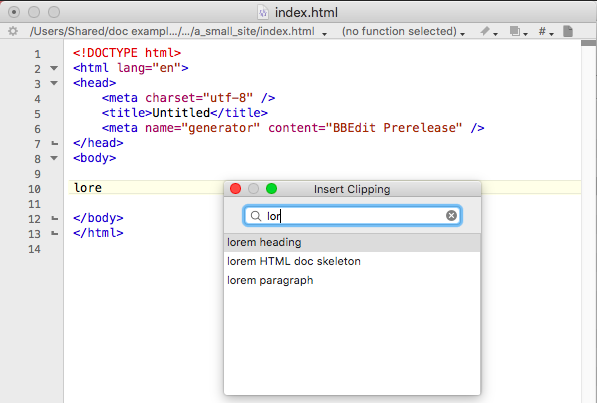 index.html
/Users/Shared/doc exampl.../.../a_small_site/index.html (no function selected) #
1 <!DOCTYPE html>
2 <html lang="en">
3 <head>
4 <meta charset="utf-8" />
5 <title>Untitled</title>
6 <meta name="generator" content="BBEdit Prerelease" />
7 </head>
8 <body>
9
10 lore
11
12 </body>
13 </html>
14
Insert Clipping
lor
lorem heading
lorem HTML doc skeleton
lorem paragraph